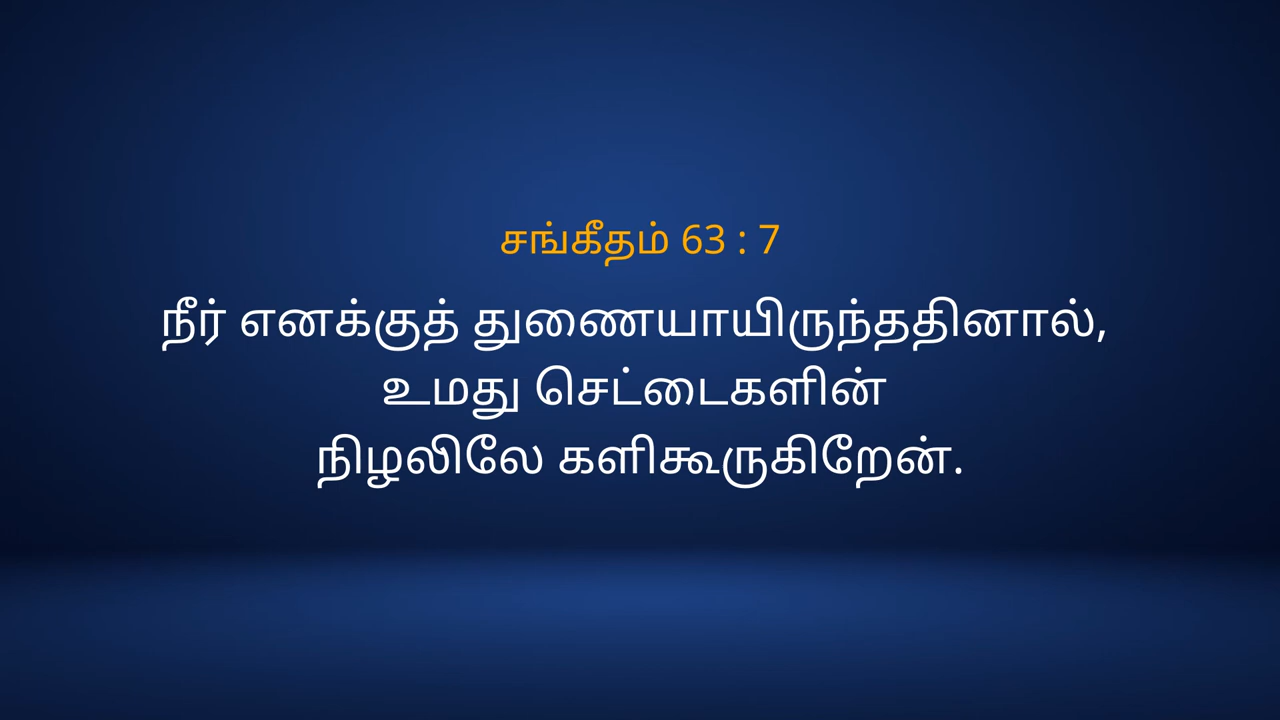 சங்கீதம் 63 : 7
நீர் எனக்குத் துணையாயிருந்ததினால்,
உமது செட்டைகளின்
நிழலிலே களிகூருகிறேன்.